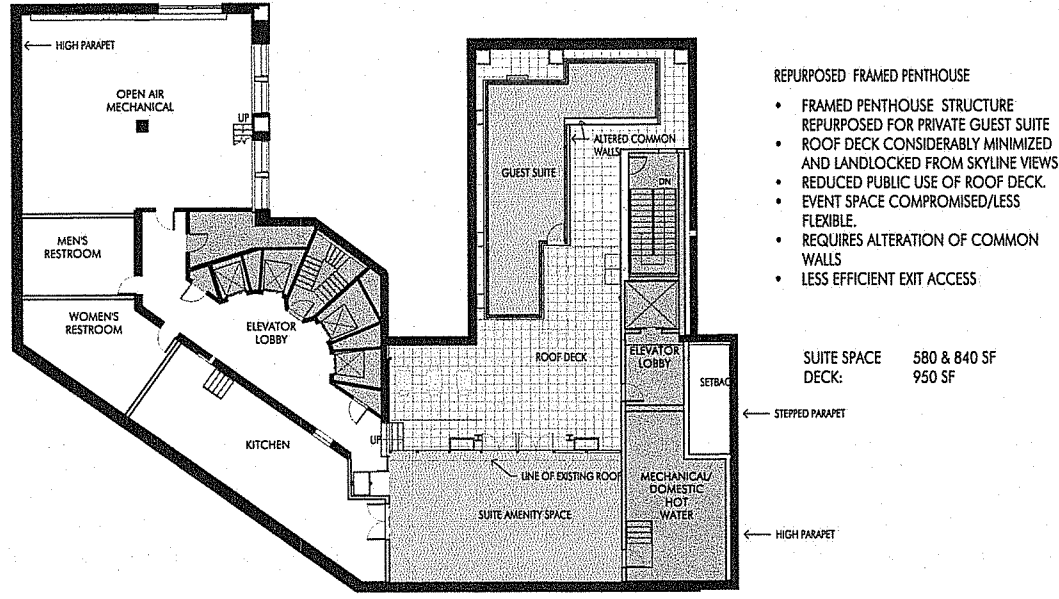 HIGH PARAPET
OPEN AIR
MECHANICAL
UP
MEN'S
RESTROOM
WOMEN'S
RESTROOM
ELEVATOR
LOBBY
KITCHEN
UP
GUEST SUITE
ALTERED COMMON
WALLS
DN
ROOF DECK
ELEVATOR
LOBBY
SETBAC
LINE OF EXISTING ROOF
SUITE AMENITY SPACE
MECHANICAL/
DOMESTIC
HOT
WATER
STEPPED PARAPET
HIGH PARAPET
REPURPOSED FRAMED PENTHOUSE
• FRAMED PENTHOUSE STRUCTURE
REPURPOSED FOR PRIVATE GUEST SUITE
• ROOF DECK CONSIDERABLY MINIMIZED
AND LANDLOCKED FROM SKYLINE VIEWS
• REDUCED PUBLIC USE OF ROOF DECK.
• EVENT SPACE COMPROMISED/LESS
FLEXIBLE.
• REQUIRES ALTERATION OF COMMON
WALLS
• LESS EFFICIENT EXIT ACCESS
SUITE SPACE 580 & 840 SF
DECK: 950 SF